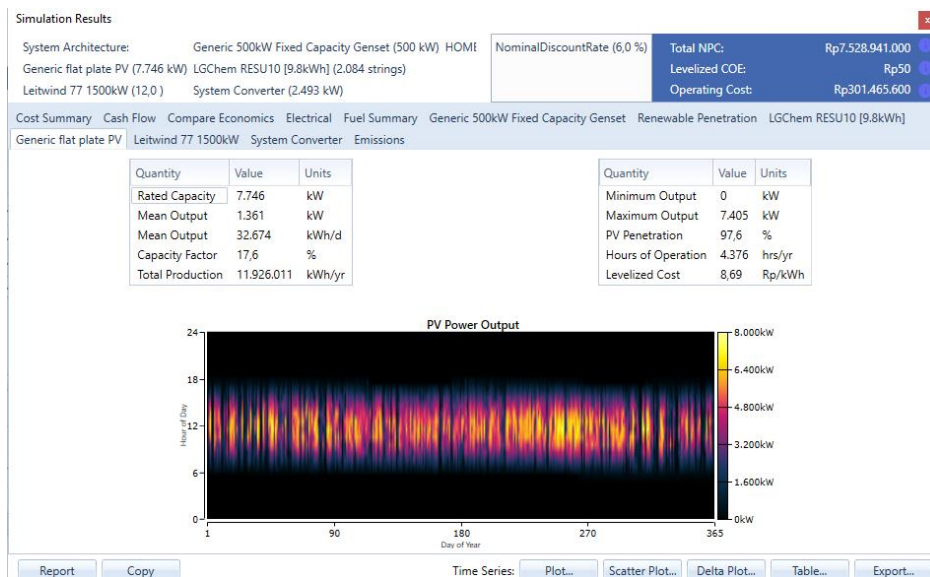 Simulation Results
x
System Architecture:
Generic 500kW Fixed Capacity Genset (500 kW) HOME
Generic flat plate PV (7.746 kW) LGChem RESU10 [9.8kWh] (2.084 strings)
Leitwind 77 1500kW (12,0 ) System Converter (2.493 kW)
NominalDiscountRate (6,0 %)
Total NPC: Rp7.528.941.000
Levelized COE: Rp50
Operating Cost: Rp301.465.600
Cost Summary Cash Flow Compare Economics Electrical Fuel Summary Generic 500kW Fixed Capacity Genset Renewable Penetration LGChem RESU10 [9.8kWh]
Generic flat plate PV Leitwind 77 1500kW System Converter Emissions
Quantity Value Units
Rated Capacity 7.746 kW
Mean Output 1.361 kW
Mean Output 32.674 kWh/d
Capacity Factor 17,6 %
Total Production 11.926.011 kWh/yr
Quantity Value Units
Minimum Output 0 kW
Maximum Output 7.405 kW
PV Penetration 97,6 %
Hours of Operation 4.376 hrs/yr
Levelized Cost 8,69 Rp/kWh
PV Power Output
24
18
12
6
0
Hour of Day
1 90 180 270 365
Day of Year
8.000kW
6.400kW
4.800kW
3.200kW
1.600kW
0kW
Report Copy Time Series: Plot... Scatter Plot... Delta Plot... Table... Export...